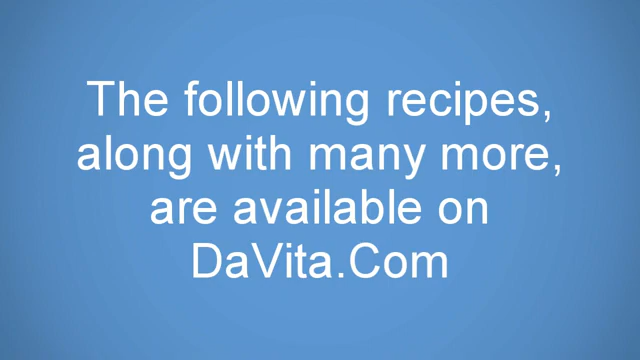 The following recipes,
along with many more,
are available on
DaVita.Com